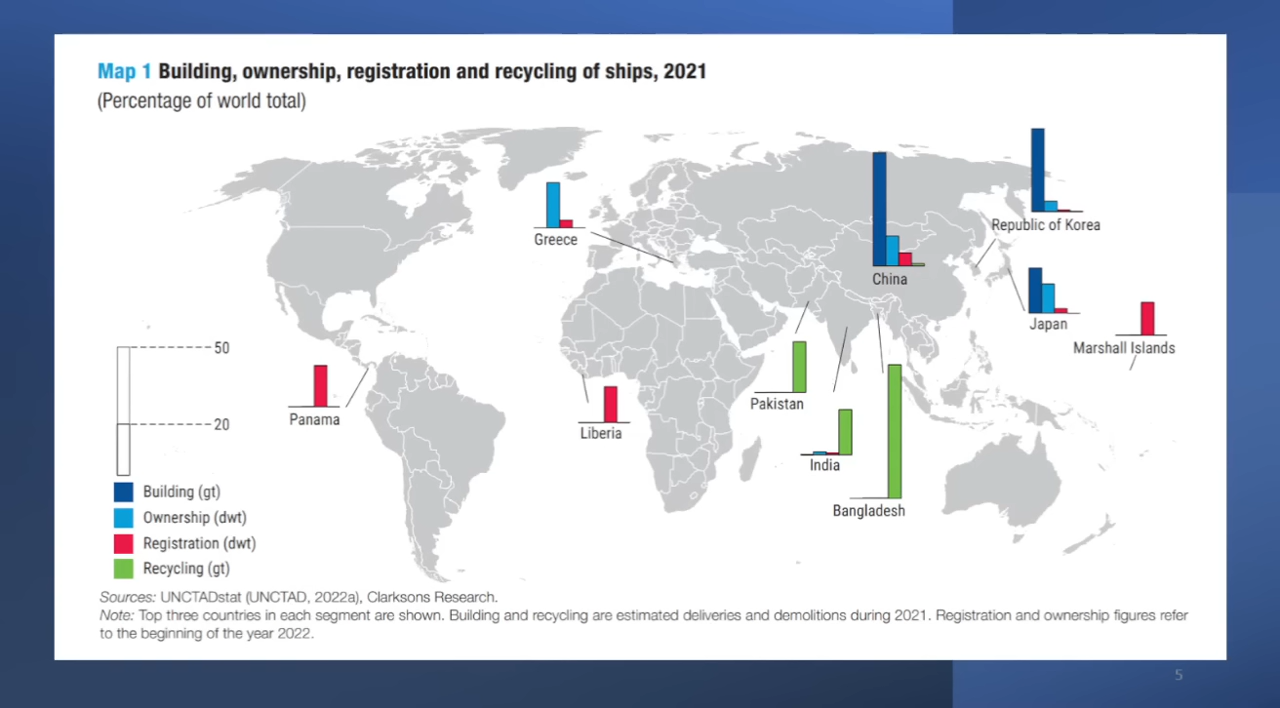 Map 1 Building, ownership, registration and recycling of ships, 2021
(Percentage of world total)
Greece
China
Republic of Korea
Japan
Marshall Islands
Panama
Liberia
Pakistan
India
Bangladesh
50
20
Building (gt)
Ownership (dwt)
Registration (dwt)
Recycling (gt)
Sources: UNCTADstat (UNCTAD, 2022a), Clarksons Research.
Note: Top three countries in each segment are shown. Building and recycling are estimated deliveries and demolitions during 2021. Registration and ownership figures refer
to the beginning of the year 2022.
5